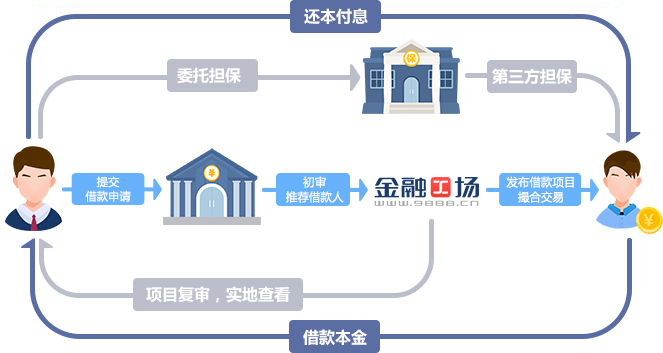 还本付息
委托担保
保
第三方担保
提交
借款申请
¥
初审
推荐借款人
金融工场
www.9888.cn
发布借款项目
撮合交易
¥
项目复审，实地查看
借款本金